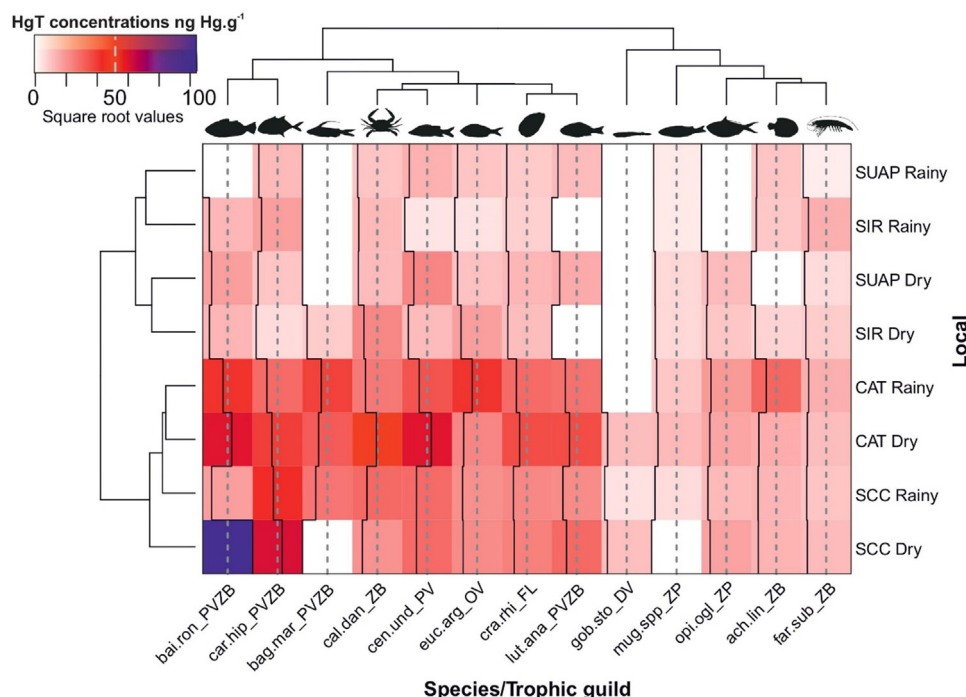 HgT concentrations ng Hg.g⁻¹
0 50 100
Square root values
SUAP Rainy
SIR Rainy
SUAP Dry
SIR Dry
CAT Rainy
CAT Dry
SCC Rainy
SCC Dry
Local
bai.ron_PVZB
car.hip_PVZB
bag.mar_PVZB
cal.dan_ZB
cen.und_PV
euc.arg_OV
cra.rhi_FL
lut.ana_PVZB
gob.sto_DV
mug.spp_ZP
opi.ogl_ZP
ach.lin_ZB
far.sub_ZB
Species/Trophic guild